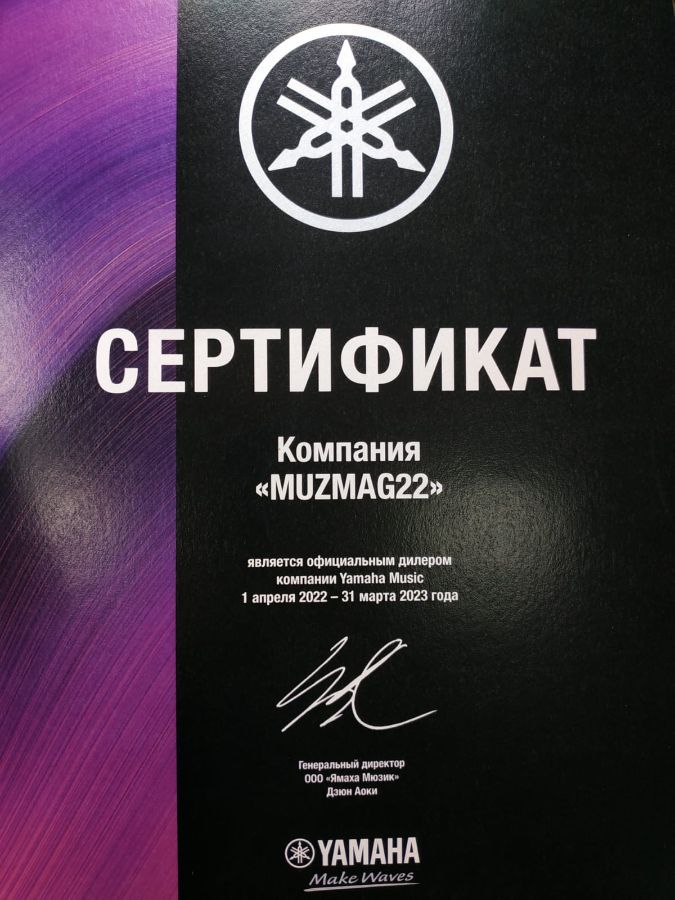 СЕРТИФИКАТ
Компания
«MUZMAG22»
является официальным дилером
компании Yamaha Music
1 апреля 2022 – 31 марта 2023 года
Генеральный директор
ООО «Ямаха Мюзик»
Дзюн Аоки
YAMAHA
Make Waves